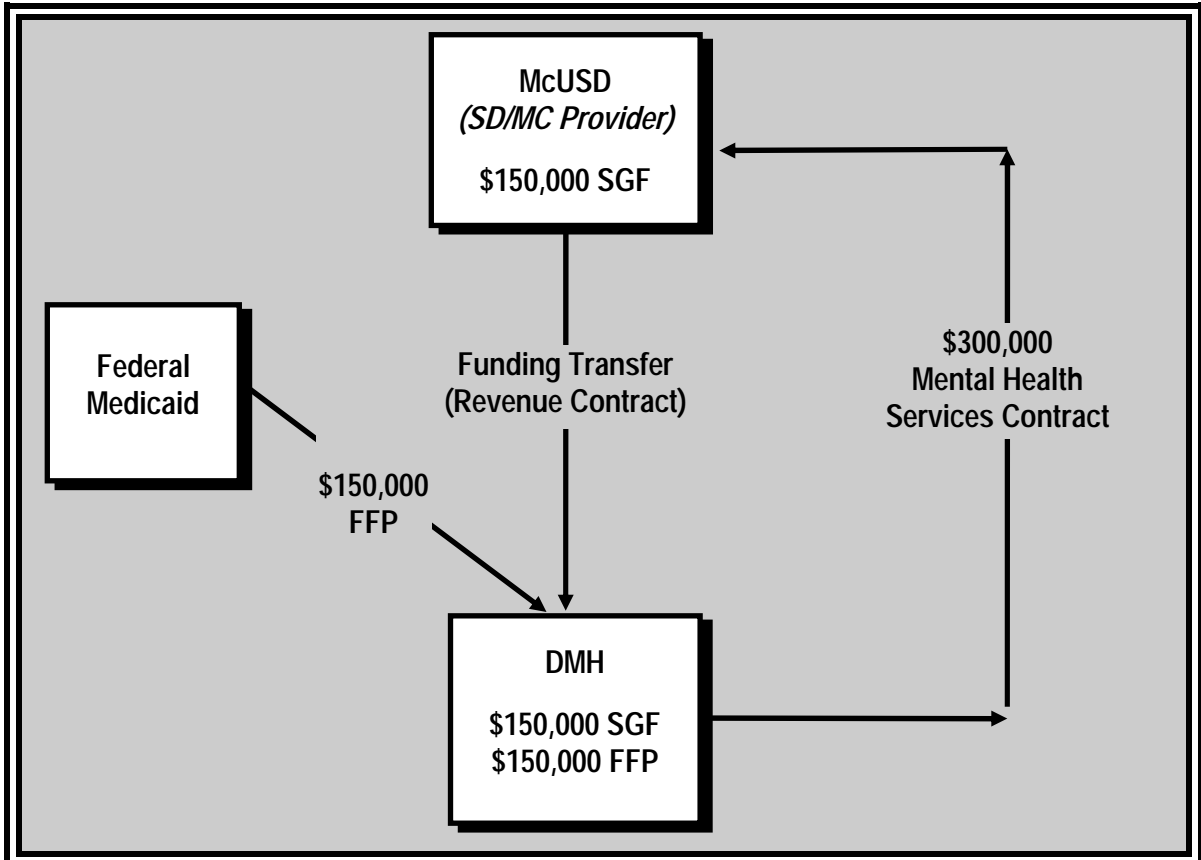 McUSD
(SD/MC Provider)
$150,000 SGF
Federal
Medicaid
Funding Transfer
(Revenue Contract)
$300,000
Mental Health
Services Contract
$150,000
FFP
DMH
$150,000 SGF
$150,000 FFP